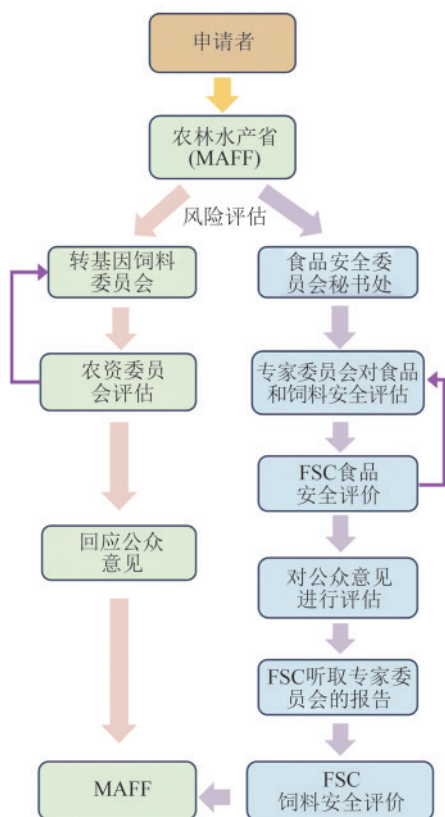 申请者
农林水产省
(MAFF)
风险评估
转基因饲料
委员会
农资委员
会评估
回应公众
意见
MAFF
食品安全委
员会秘书处
专家委员会对食品
和饲料安全评估
FSC食品
安全评价
对公众意见
进行评估
FSC听取专家委
员会的报告
FSC
饲料安全评价